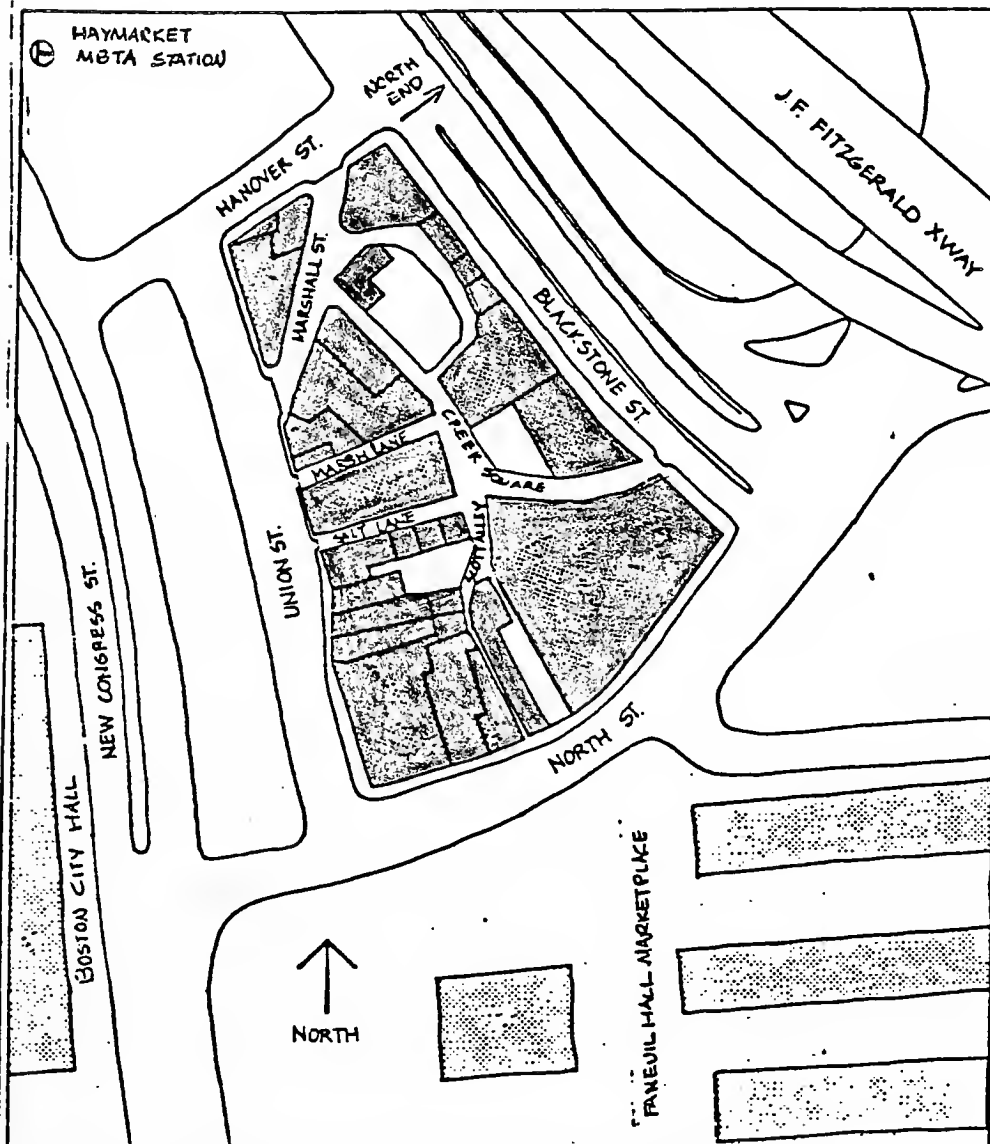 HAYMARKET
MBTA STATION
NORTH
END
J.F. FITZGERALD XWAY
HANOVER ST.
MARSHALL ST.
BLACKSTONE ST.
MARSH LANE
CREEK
SQUARE
SALT LANE
SCOTT ALLEY
UNION ST.
NEW CONGRESS ST.
NORTH ST.
BOSTON CITY HALL
FANEUIL HALL MARKETPLACE
NORTH